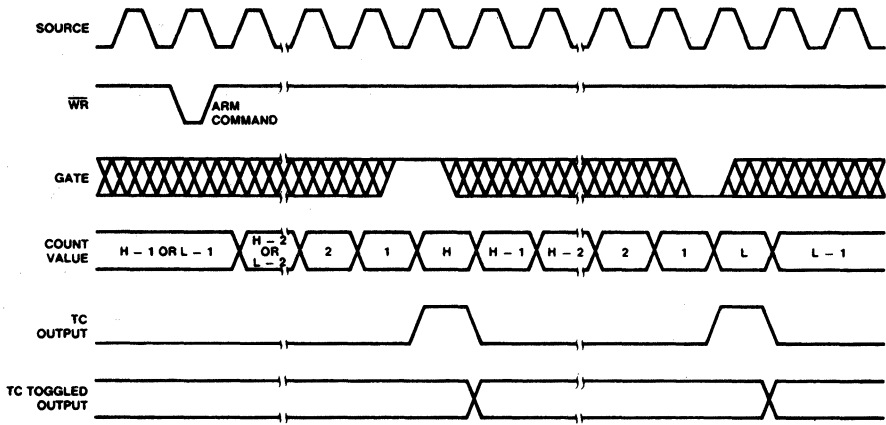 SOURCE
WR
ARM
COMMAND
GATE
COUNT
VALUE
H – 1 OR L – 1
H – 2
OR
L – 2
2
1
H
H – 1
H – 2
2
1
L
L – 1
TC
OUTPUT
TC TOGGLED
OUTPUT